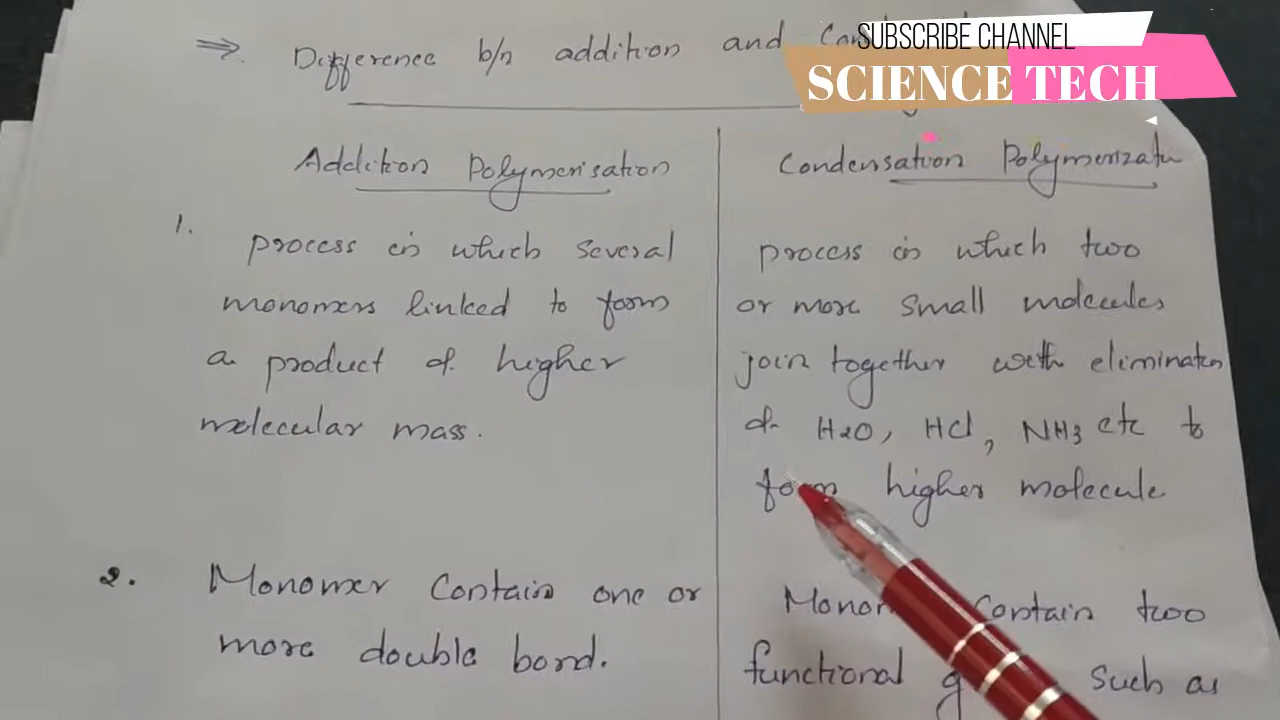 SUBSCRIBE CHANNEL
SCIENCE TECH
⇒ Difference b/n addition and
Addition Polymerisation
Condensation Polymerizatn
1. process in which several
monomers linked to form
a product of higher
molecular mass.
process in which two
or more small molecules
join together with elimination
of H2O, HCl, NH3 etc to
form higher molecule
2. Monomer Contain one or
more double bond.
Contain two
functional such as